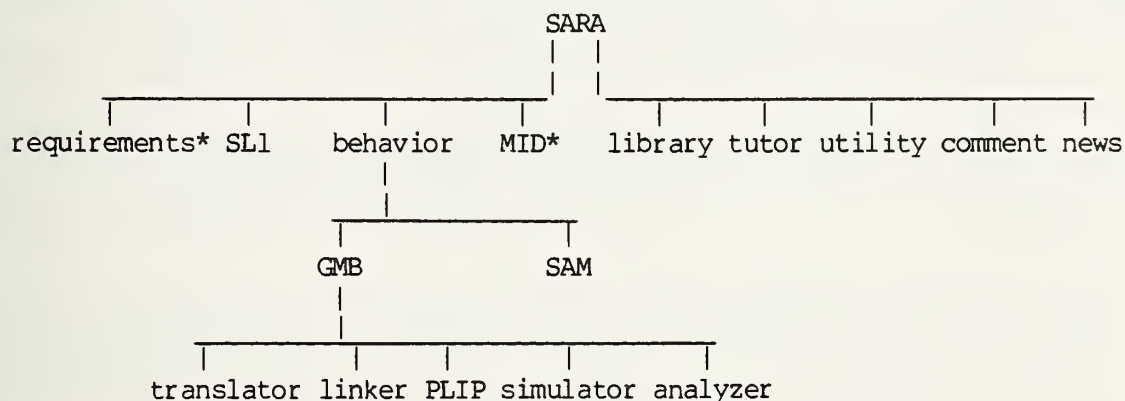 SARA
requirements* SL1 behavior MID* library tutor utility comment news
GMB SAM
translator linker PLIP simulator analyzer